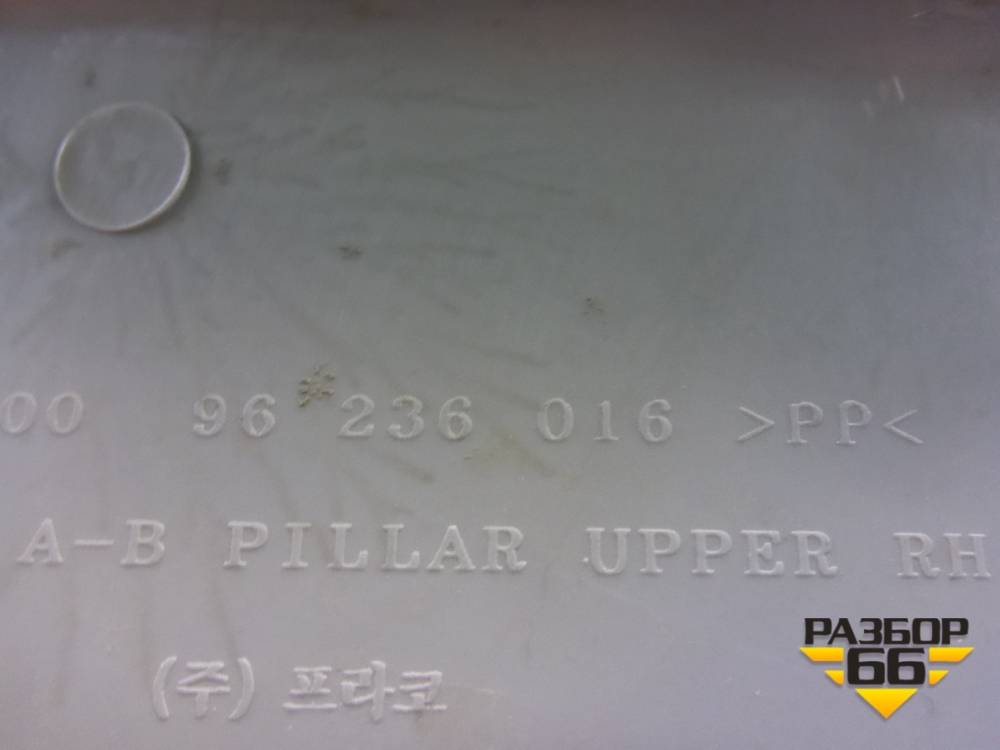 00 96 236 016 >PP<
A-B PILLAR UPPER RH
(주) 프라코
РАЗБОР
66